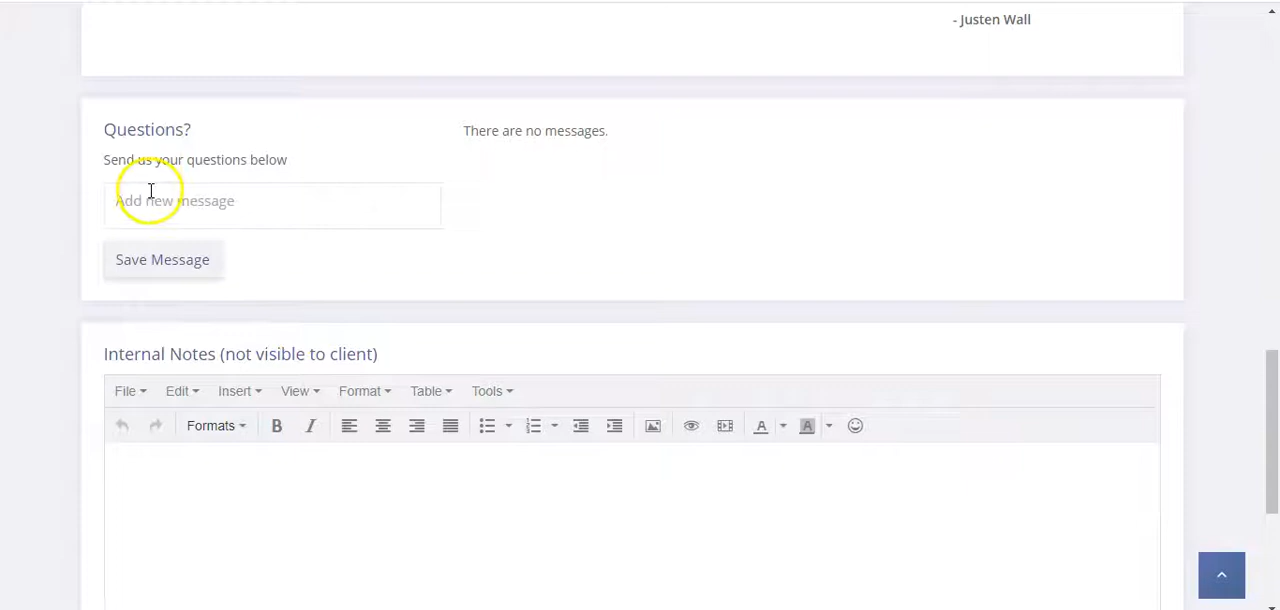 - Justen Wall
Questions?
There are no messages.
Send us your questions below
Add new message
Save Message
Internal Notes (not visible to client)
File Edit Insert View Format Table Tools
Formats B I A A